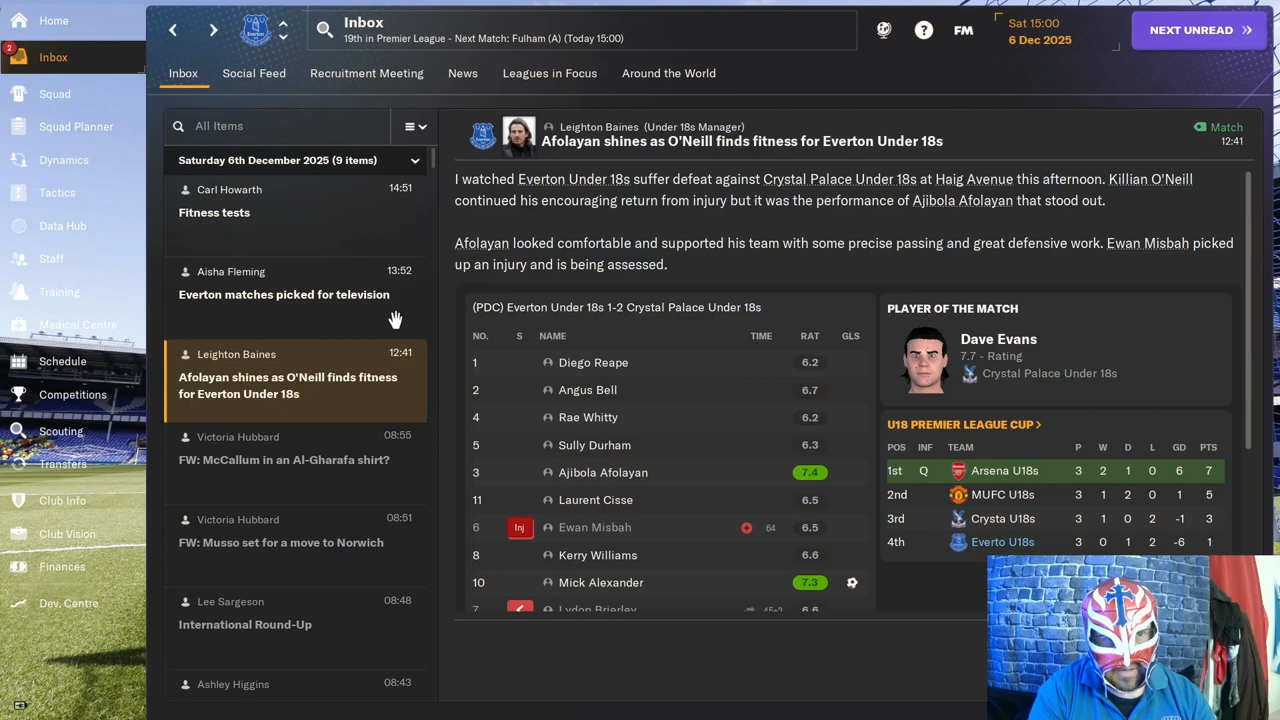 Home
2
Inbox
Squad
Squad Planner
Dynamics
Tactics
Data Hub
Staff
Training
Medical Centre
Schedule
Competitions
Scouting
Transfers
Club Info
Club Vision
Finances
Dev. Centre
Inbox
19th in Premier League - Next Match: Fulham (A) (Today 15:00)
?
FM
Sat 15:00
6 Dec 2025
NEXT UNREAD
Inbox Social Feed Recruitment Meeting News Leagues in Focus Around the World
All Items
Saturday 6th December 2025 (9 items)
Carl Howarth 14:51
Fitness tests
Aisha Fleming 13:52
Everton matches picked for television
Leighton Baines 12:41
Afolayan shines as O'Neill finds fitness
for Everton Under 18s
Victoria Hubbard 08:55
FW: McCallum in an Al-Gharafa shirt?
Victoria Hubbard 08:51
FW: Musso set for a move to Norwich
Lee Sargeson 08:48
International Round-Up
Ashley Higgins 08:43
Leighton Baines (Under 18s Manager)
Afolayan shines as O'Neill finds fitness for Everton Under 18s
Match
12:41
I watched Everton Under 18s suffer defeat against Crystal Palace Under 18s at Haig Avenue this afternoon. Killian O'Neill
continued his encouraging return from injury but it was the performance of Ajibola Afolayan that stood out.
Afolayan looked comfortable and supported his team with some precise passing and great defensive work. Ewan Misbah picked
up an injury and is being assessed.
(PDC) Everton Under 18s 1-2 Crystal Palace Under 18s
NO. S NAME TIME RAT GLS
1 Diego Reape 6.2
2 Angus Bell 6.7
4 Rae Whitty 6.2
5 Sully Durham 6.3
3 Ajibola Afolayan 7.4
11 Laurent Cisse 6.5
6 Inj Ewan Misbah 64 6.5
8 Kerry Williams 6.6
10 Mick Alexander 7.3
7 Lydon Brierley 45+2 6.6
PLAYER OF THE MATCH
Dave Evans
7.7 - Rating
Crystal Palace Under 18s
U18 PREMIER LEAGUE CUP >
POS INF TEAM P W D L GD PTS
1st Q Arsena U18s 3 2 1 0 6 7
2nd MUFC U18s 3 1 2 0 1 5
3rd Crysta U18s 3 1 0 2 -1 3
4th Everto U18s 3 0 1 2 -6 1